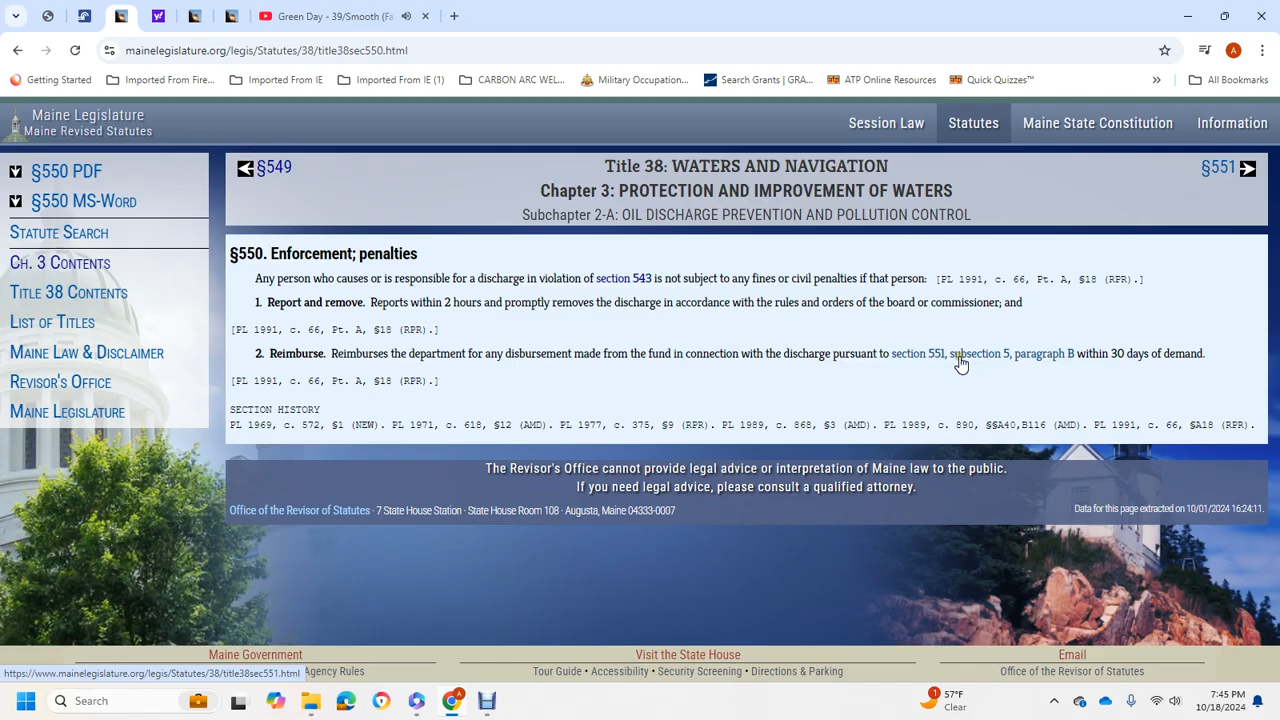 Green Day - 39/Smooth (Fa
mainelegislature.org/legis/Statutes/38/title38sec550.html
A
Getting Started
Imported From Fire...
Imported From IE
Imported From IE (1)
CARBON ARC WEL...
Military Occupation...
Search Grants | GRA...
ATP Online Resources
Quick Quizzes™
»
All Bookmarks
Maine Legislature
Maine Revised Statutes
Session Law
Statutes
Maine State Constitution
Information
§550 PDF
§550 MS-Word
Statute Search
Ch. 3 Contents
Title 38 Contents
List of Titles
Maine Law & Disclaimer
Revisor's Office
Maine Legislature
§549
Title 38: WATERS AND NAVIGATION
§551
Chapter 3: PROTECTION AND IMPROVEMENT OF WATERS
Subchapter 2-A: OIL DISCHARGE PREVENTION AND POLLUTION CONTROL
§550. Enforcement; penalties
Any person who causes or is responsible for a discharge in violation of section 543 is not subject to any fines or civil penalties if that person: [PL 1991, c. 66, Pt. A, §18 (RPR).]
1. Report and remove. Reports within 2 hours and promptly removes the discharge in accordance with the rules and orders of the board or commissioner; and
[PL 1991, c. 66, Pt. A, §18 (RPR).]
2. Reimburse. Reimburses the department for any disbursement made from the fund in connection with the discharge pursuant to section 551, subsection 5, paragraph B within 30 days of demand.
[PL 1991, c. 66, Pt. A, §18 (RPR).]
SECTION HISTORY
PL 1969, c. 572, §1 (NEW). PL 1971, c. 618, §12 (AMD). PL 1977, c. 375, §9 (RPR). PL 1989, c. 868, §3 (AMD). PL 1989, c. 890, §§A40,B116 (AMD). PL 1991, c. 66, §A18 (RPR).
The Revisor's Office cannot provide legal advice or interpretation of Maine law to the public.
If you need legal advice, please consult a qualified attorney.
Office of the Revisor of Statutes · 7 State House Station · State House Room 108 · Augusta, Maine 04333-0007
Data for this page extracted on 10/01/2024 16:24:11.
Maine Government
Visit the State House
Email
https://www.mainelegislature.org/legis/Statutes/38/title38sec551.html
Agency Rules
Tour Guide · Accessibility · Security Screening · Directions & Parking
Office of the Revisor of Statutes
Search
1
57°F
Clear
7:45 PM
10/18/2024